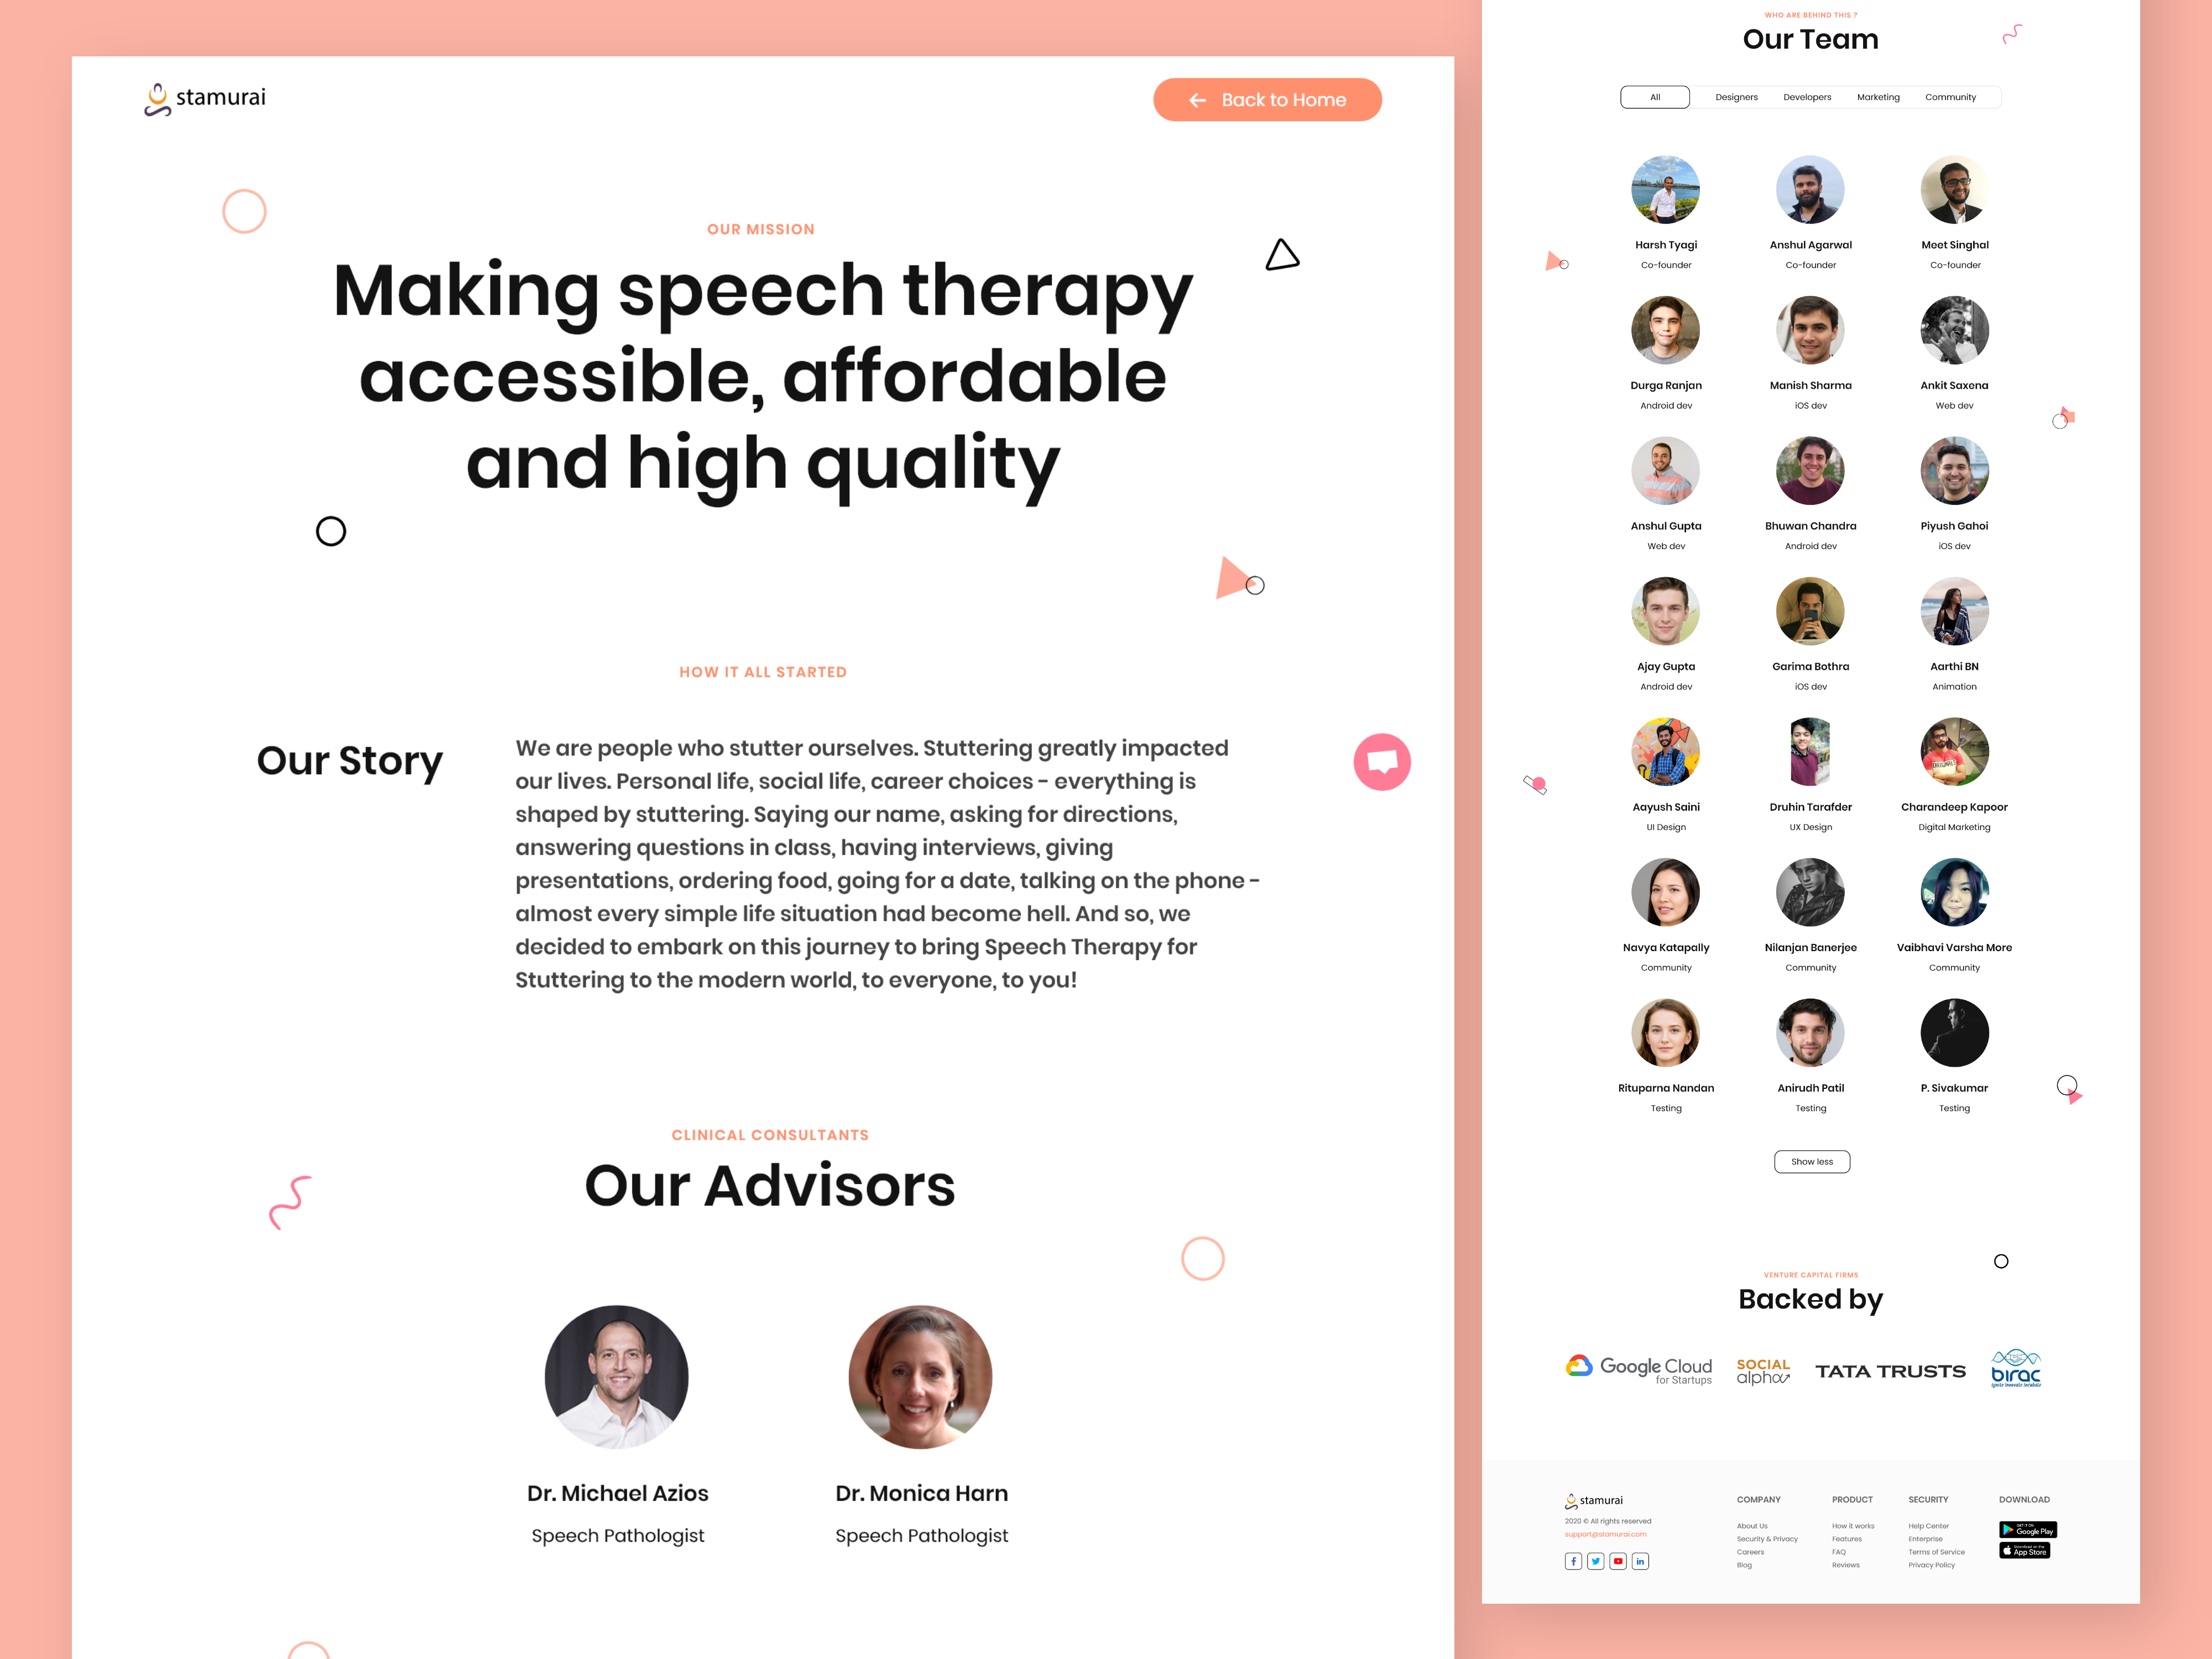 stamurai
Back to Home
OUR MISSION
Making speech therapy
accessible, affordable
and high quality
HOW IT ALL STARTED
Our Story
We are people who stutter ourselves. Stuttering greatly impacted
our lives. Personal life, social life, career choices - everything is
shaped by stuttering. Saying our name, asking for directions,
answering questions in class, having interviews, giving
presentations, ordering food, going for a date, talking on the phone -
almost every simple life situation had become hell. And so, we
decided to embark on this journey to bring Speech Therapy for
Stuttering to the modern world, to everyone, to you!
CLINICAL CONSULTANTS
Our Advisors
Dr. Michael Azios
Speech Pathologist
Dr. Monica Harn
Speech Pathologist
WHO ARE BEHIND THIS ?
Our Team
All Designers Developers Marketing Community
Harsh Tyagi
Co-founder
Anshul Agarwal
Co-founder
Meet Singhal
Co-founder
Durga Ranjan
Android dev
Manish Sharma
iOS dev
Ankit Saxena
Web dev
Anshul Gupta
Web dev
Bhuwan Chandra
Android dev
Piyush Gahoi
iOS dev
Ajay Gupta
Android dev
Garima Bothra
iOS dev
Aarthi BN
Animation
Aayush Saini
UI Design
Druhin Tarafder
UX Design
Charandeep Kapoor
Digital Marketing
Navya Katapally
Community
Nilanjan Banerjee
Community
Vaibhavi Varsha More
Community
Rituparna Nandan
Testing
Anirudh Patil
Testing
P. Sivakumar
Testing
Show less
VENTURE CAPITAL FIRMS
Backed by
Google Cloud
for Startups
SOCIAL
alpha
TATA TRUSTS
birac
ignite innovate incubate
stamurai
2020 © All rights reserved
support@stamurai.com
COMPANY
About Us
Security & Privacy
Careers
Blog
PRODUCT
How it works
Features
FAQ
Reviews
SECURITY
Help Center
Enterprise
Terms of Service
Privacy Policy
DOWNLOAD
GET IT ON
Google Play
Download on the
App Store